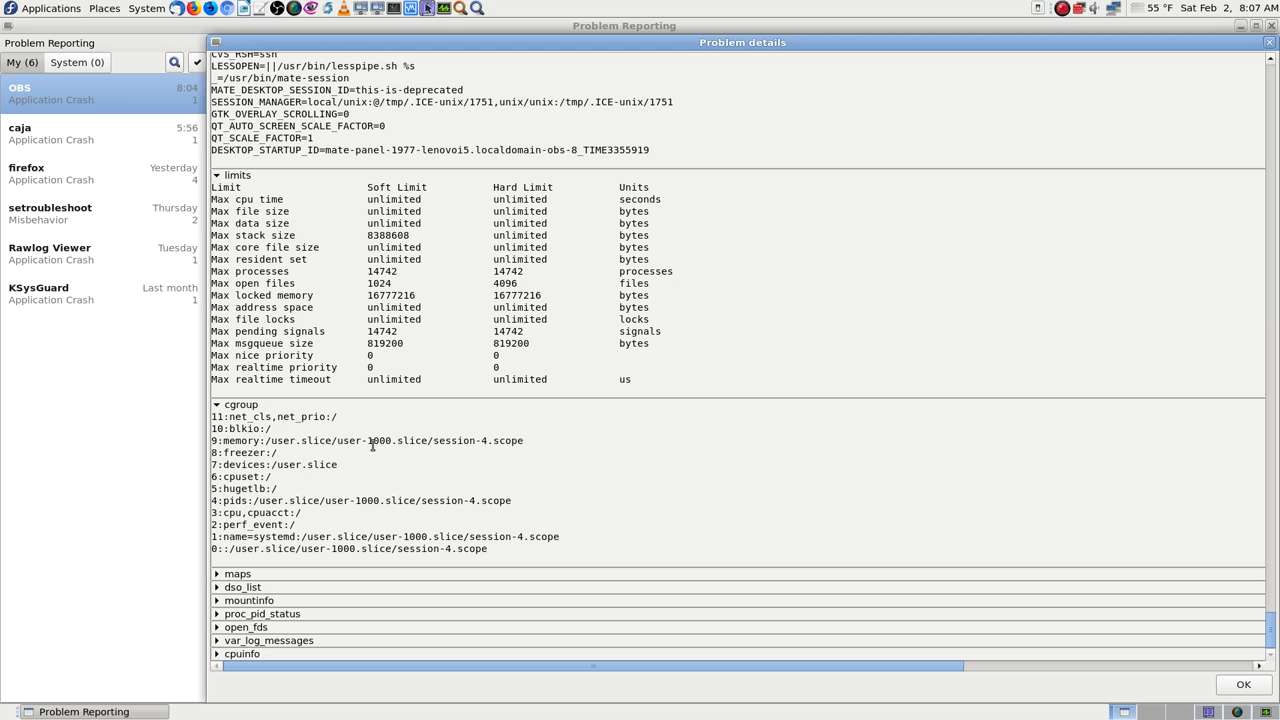 Applications Places System 55 °F Sat Feb 2, 8:07 AM
Problem Reporting
Problem Reporting
My (6) System (0)
OBS 8:04
Application Crash 1
caja 5:56
Application Crash 1
firefox Yesterday
Application Crash 4
setroubleshoot Thursday
Misbehavior 2
Rawlog Viewer Tuesday
Application Crash 1
KSysGuard Last month
Application Crash 1
Problem details
CVS_RSH=ssh
LESSOPEN=||/usr/bin/lesspipe.sh %s
_=/usr/bin/mate-session
MATE_DESKTOP_SESSION_ID=this-is-deprecated
SESSION_MANAGER=local/unix:@/tmp/.ICE-unix/1751,unix/unix:/tmp/.ICE-unix/1751
GTK_OVERLAY_SCROLLING=0
QT_AUTO_SCREEN_SCALE_FACTOR=0
QT_SCALE_FACTOR=1
DESKTOP_STARTUP_ID=mate-panel-1977-lenovoi5.localdomain-obs-8_TIME3355919
limits
Limit Soft Limit Hard Limit Units
Max cpu time unlimited unlimited seconds
Max file size unlimited unlimited bytes
Max data size unlimited unlimited bytes
Max stack size 8388608 unlimited bytes
Max core file size unlimited unlimited bytes
Max resident set unlimited unlimited bytes
Max processes 14742 14742 processes
Max open files 1024 4096 files
Max locked memory 16777216 16777216 bytes
Max address space unlimited unlimited bytes
Max file locks unlimited unlimited locks
Max pending signals 14742 14742 signals
Max msgqueue size 819200 819200 bytes
Max nice priority 0 0
Max realtime priority 0 0
Max realtime timeout unlimited unlimited us
cgroup
11:net_cls,net_prio:/
10:blkio:/
9:memory:/user.slice/user-1000.slice/session-4.scope
8:freezer:/
7:devices:/user.slice
6:cpuset:/
5:hugetlb:/
4:pids:/user.slice/user-1000.slice/session-4.scope
3:cpu,cpuacct:/
2:perf_event:/
1:name=systemd:/user.slice/user-1000.slice/session-4.scope
0::/user.slice/user-1000.slice/session-4.scope
maps
dso_list
mountinfo
proc_pid_status
open_fds
var_log_messages
cpuinfo
OK
Problem Reporting